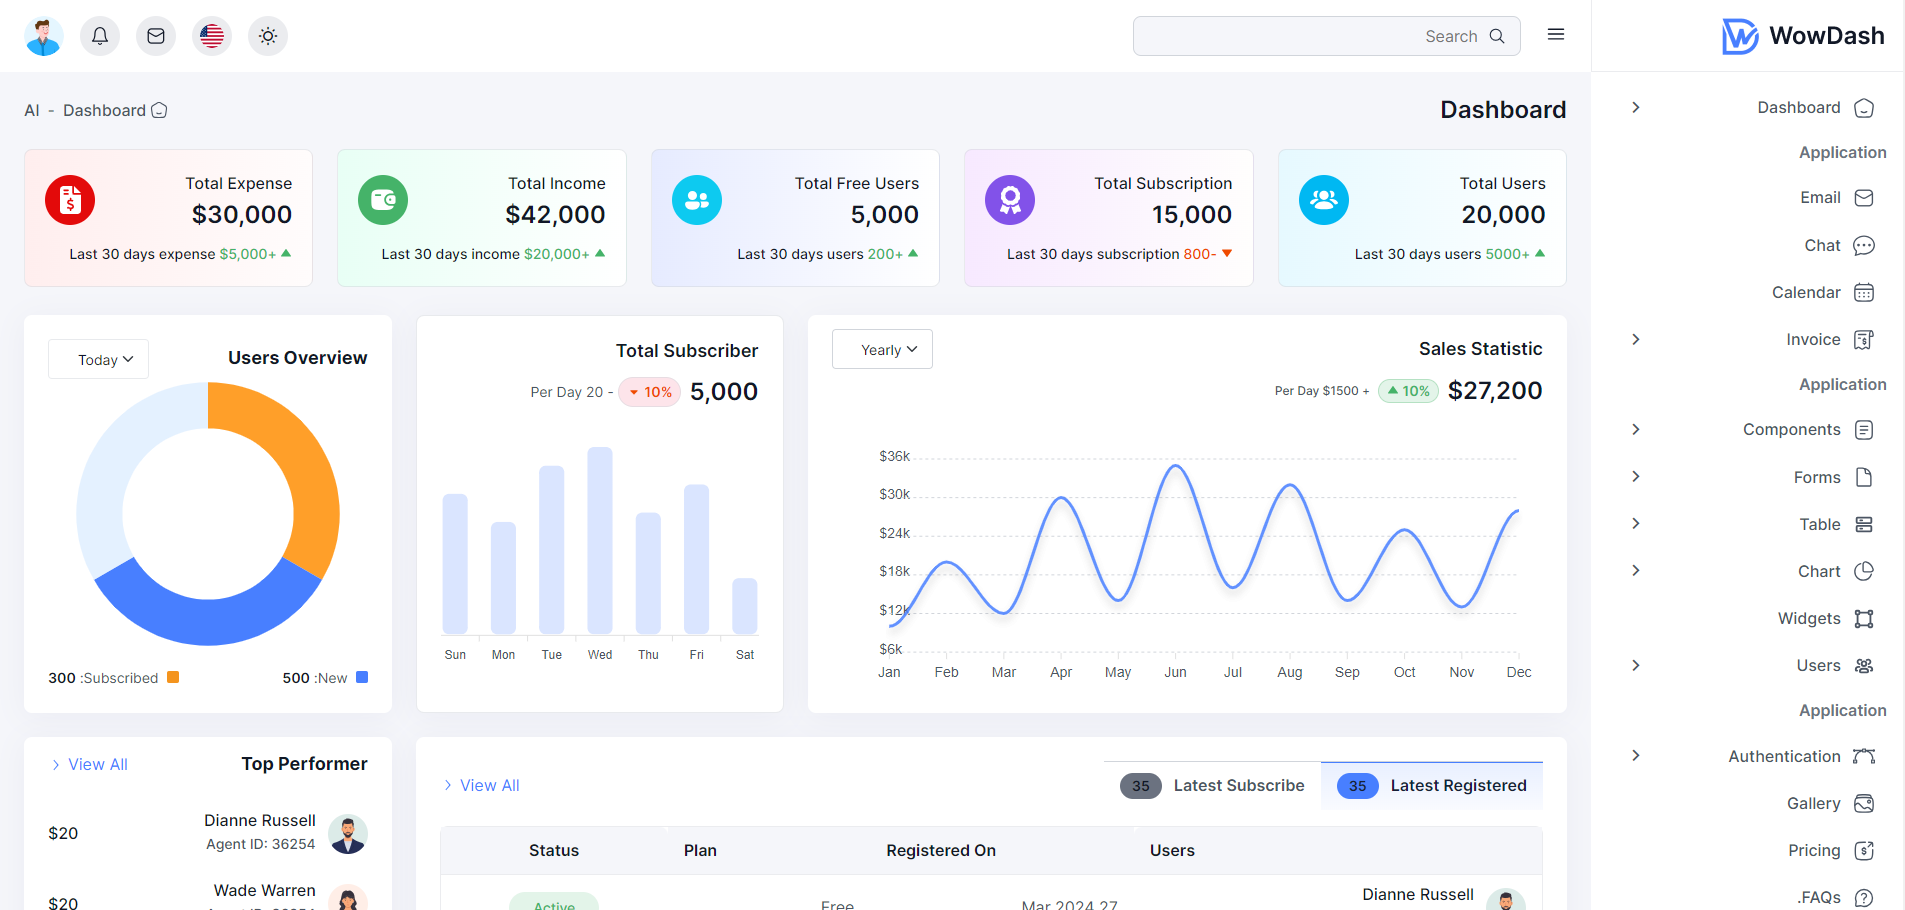 Search
WowDash
AI - Dashboard
Dashboard
Total Expense
$30,000
Last 30 days expense $5,000+
Total Income
$42,000
Last 30 days income $20,000+
Total Free Users
5,000
Last 30 days users 200+
Total Subscription
15,000
Last 30 days subscription 800-
Total Users
20,000
Last 30 days users 5000+
Today
Users Overview
300 :Subscribed
500 :New
Total Subscriber
Per Day 20 - 10% 5,000
Sun Mon Tue Wed Thu Fri Sat
Yearly
Sales Statistic
Per Day $1500 + 10% $27,200
$36k
$30k
$24k
$18k
$12k
$6k
Jan Feb Mar Apr May Jun Jul Aug Sep Oct Nov Dec
View All
Top Performer
$20
Dianne Russell
Agent ID: 36254
$20
Wade Warren
View All
35 Latest Subscribe
35 Latest Registered
Status Plan Registered On Users
Active Free Mar 2024 27 Dianne Russell
Dashboard
Application
Email
Chat
Calendar
Invoice
Application
Components
Forms
Table
Chart
Widgets
Users
Application
Authentication
Gallery
Pricing
.FAQs